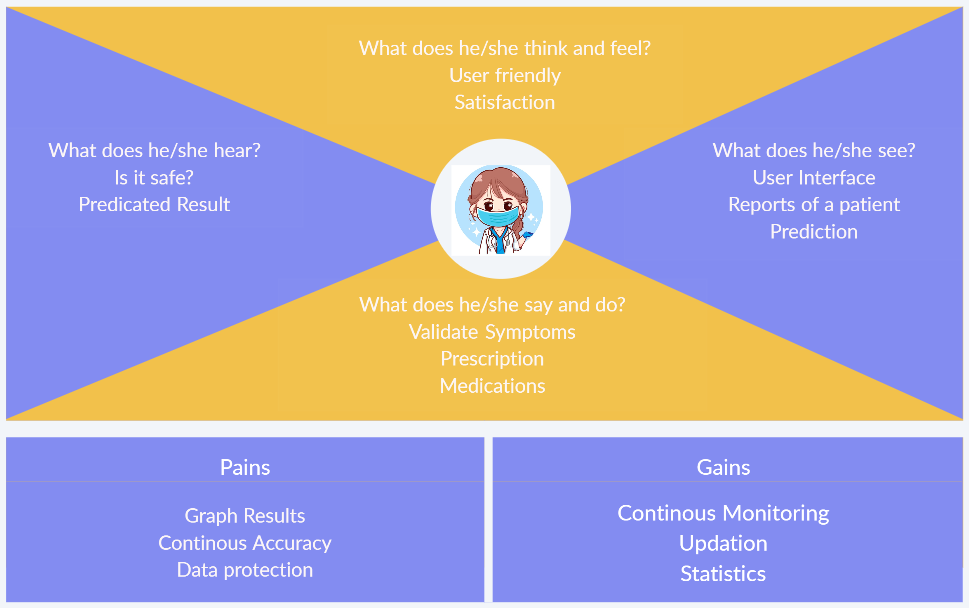 What does he/she think and feel?
User friendly
Satisfaction
What does he/she hear?
Is it safe?
Predicated Result
What does he/she see?
User Interface
Reports of a patient
Prediction
What does he/she say and do?
Validate Symptoms
Prescription
Medications
Pains
Graph Results
Continous Accuracy
Data protection
Gains
Continous Monitoring
Updation
Statistics